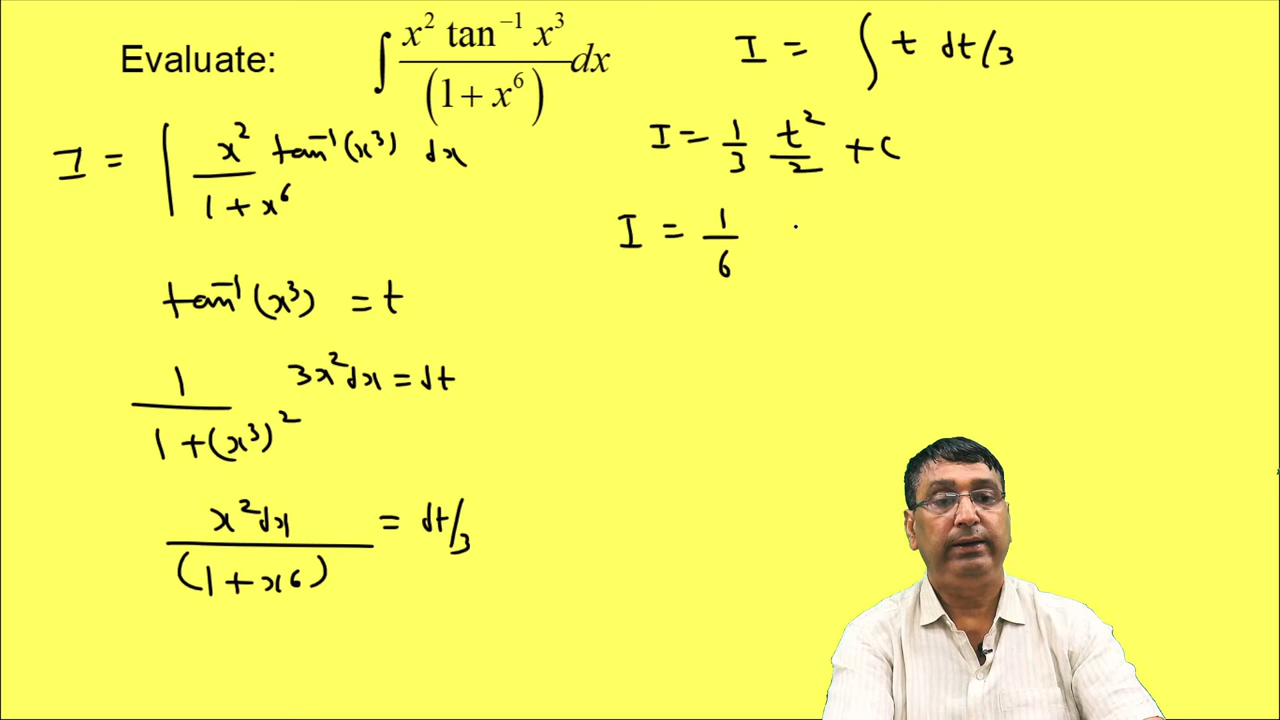 Evaluate: ∫ x² tan⁻¹ x³ / (1 + x⁶) dx
I = ∫ x² / 1 + x⁶ tan⁻¹(x³) dx
tan⁻¹(x³) = t
1 / 1 + (x³)² 3x² dx = dt
x² dx / (1 + x⁶) = dt/3
I = ∫ t dt/3
I = 1/3 t²/2 + c
I = 1/6